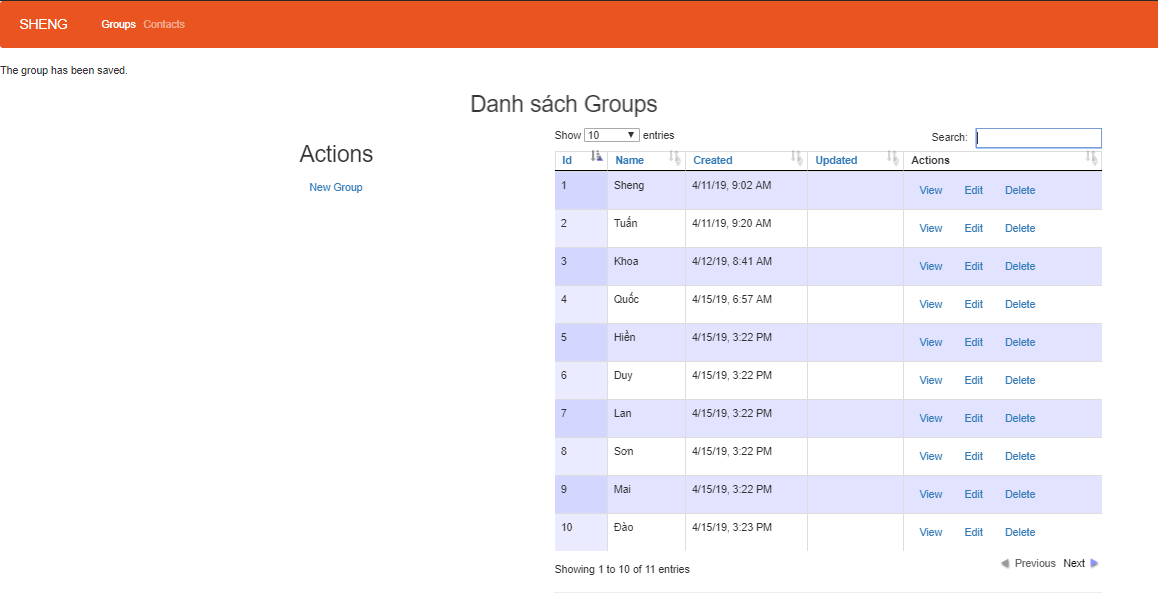 SHENG Groups Contacts
The group has been saved.
Danh sách Groups
Actions
New Group
Show 10 entries Search:
Id Name Created Updated Actions
1 Sheng 4/11/19, 9:02 AM View Edit Delete
2 Tuấn 4/11/19, 9:20 AM View Edit Delete
3 Khoa 4/12/19, 8:41 AM View Edit Delete
4 Quốc 4/15/19, 6:57 AM View Edit Delete
5 Hiền 4/15/19, 3:22 PM View Edit Delete
6 Duy 4/15/19, 3:22 PM View Edit Delete
7 Lan 4/15/19, 3:22 PM View Edit Delete
8 Sơn 4/15/19, 3:22 PM View Edit Delete
9 Mai 4/15/19, 3:22 PM View Edit Delete
10 Đào 4/15/19, 3:23 PM View Edit Delete
Showing 1 to 10 of 11 entries Previous Next